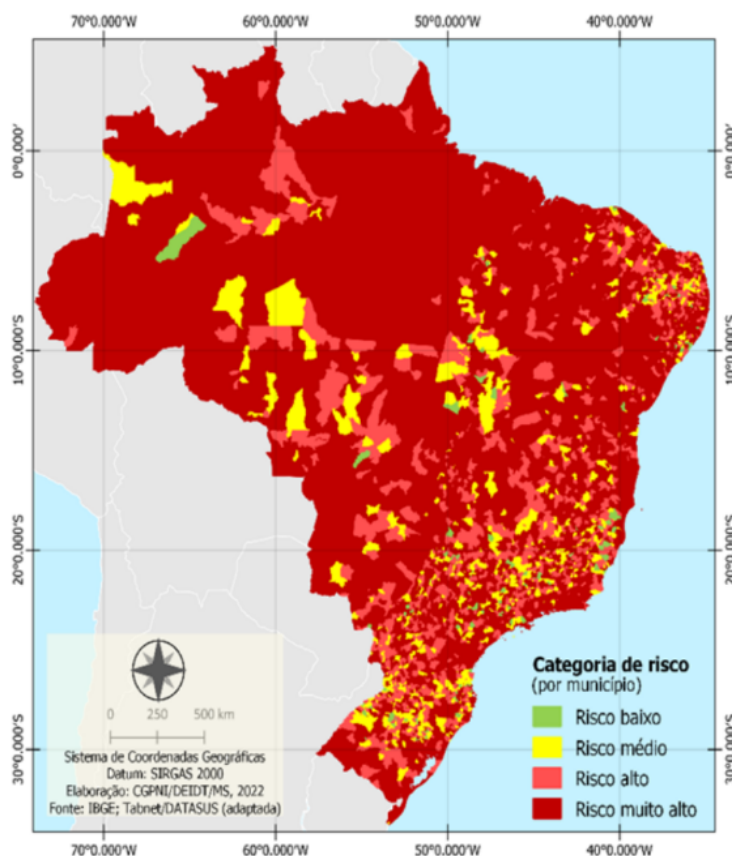 70°0.000' 60°0.000' 50°0.000' 40°0.000'
0°0.000' 0°0.000'
10°0.000'S 10°0.000'S
20°0.000'S 20°0.000'S
30°0.000'S 30°0.000'S
0 250 500 km
Sistema de Coordenadas Geográficas
Datum: SIRGAS 2000
Elaboração: CGPNI/DEIDT/MS, 2022
Fonte: IBGE; Tabnet/DATASUS (adaptada)
Categoria de risco
(por município)
Risco baixo
Risco médio
Risco alto
Risco muito alto
70°0.000' 60°0.000' 50°0.000' 40°0.000'